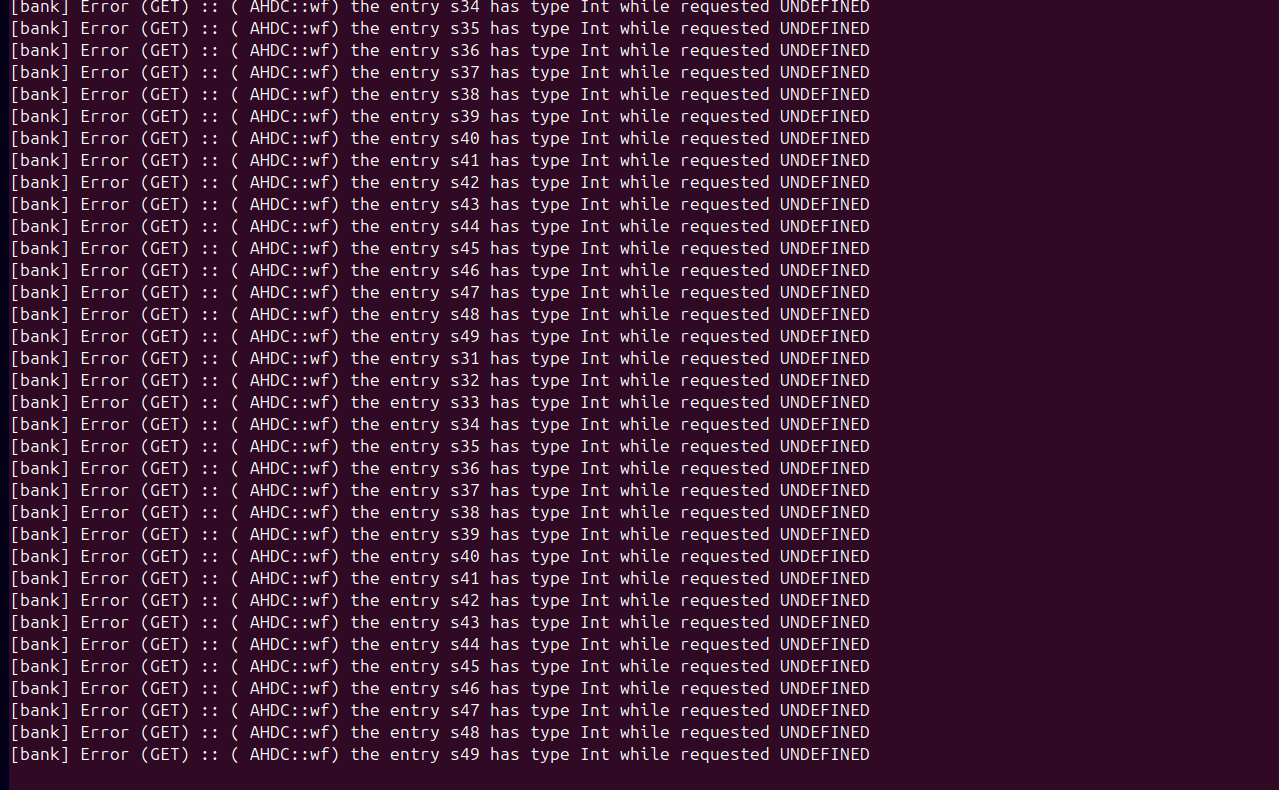 [bank] Error (GET) :: ( AHDC::wf) the entry s34 has type Int while requested UNDEFINED
[bank] Error (GET) :: ( AHDC::wf) the entry s35 has type Int while requested UNDEFINED
[bank] Error (GET) :: ( AHDC::wf) the entry s36 has type Int while requested UNDEFINED
[bank] Error (GET) :: ( AHDC::wf) the entry s37 has type Int while requested UNDEFINED
[bank] Error (GET) :: ( AHDC::wf) the entry s38 has type Int while requested UNDEFINED
[bank] Error (GET) :: ( AHDC::wf) the entry s39 has type Int while requested UNDEFINED
[bank] Error (GET) :: ( AHDC::wf) the entry s40 has type Int while requested UNDEFINED
[bank] Error (GET) :: ( AHDC::wf) the entry s41 has type Int while requested UNDEFINED
[bank] Error (GET) :: ( AHDC::wf) the entry s42 has type Int while requested UNDEFINED
[bank] Error (GET) :: ( AHDC::wf) the entry s43 has type Int while requested UNDEFINED
[bank] Error (GET) :: ( AHDC::wf) the entry s44 has type Int while requested UNDEFINED
[bank] Error (GET) :: ( AHDC::wf) the entry s45 has type Int while requested UNDEFINED
[bank] Error (GET) :: ( AHDC::wf) the entry s46 has type Int while requested UNDEFINED
[bank] Error (GET) :: ( AHDC::wf) the entry s47 has type Int while requested UNDEFINED
[bank] Error (GET) :: ( AHDC::wf) the entry s48 has type Int while requested UNDEFINED
[bank] Error (GET) :: ( AHDC::wf) the entry s49 has type Int while requested UNDEFINED
[bank] Error (GET) :: ( AHDC::wf) the entry s31 has type Int while requested UNDEFINED
[bank] Error (GET) :: ( AHDC::wf) the entry s32 has type Int while requested UNDEFINED
[bank] Error (GET) :: ( AHDC::wf) the entry s33 has type Int while requested UNDEFINED
[bank] Error (GET) :: ( AHDC::wf) the entry s34 has type Int while requested UNDEFINED
[bank] Error (GET) :: ( AHDC::wf) the entry s35 has type Int while requested UNDEFINED
[bank] Error (GET) :: ( AHDC::wf) the entry s36 has type Int while requested UNDEFINED
[bank] Error (GET) :: ( AHDC::wf) the entry s37 has type Int while requested UNDEFINED
[bank] Error (GET) :: ( AHDC::wf) the entry s38 has type Int while requested UNDEFINED
[bank] Error (GET) :: ( AHDC::wf) the entry s39 has type Int while requested UNDEFINED
[bank] Error (GET) :: ( AHDC::wf) the entry s40 has type Int while requested UNDEFINED
[bank] Error (GET) :: ( AHDC::wf) the entry s41 has type Int while requested UNDEFINED
[bank] Error (GET) :: ( AHDC::wf) the entry s42 has type Int while requested UNDEFINED
[bank] Error (GET) :: ( AHDC::wf) the entry s43 has type Int while requested UNDEFINED
[bank] Error (GET) :: ( AHDC::wf) the entry s44 has type Int while requested UNDEFINED
[bank] Error (GET) :: ( AHDC::wf) the entry s45 has type Int while requested UNDEFINED
[bank] Error (GET) :: ( AHDC::wf) the entry s46 has type Int while requested UNDEFINED
[bank] Error (GET) :: ( AHDC::wf) the entry s47 has type Int while requested UNDEFINED
[bank] Error (GET) :: ( AHDC::wf) the entry s48 has type Int while requested UNDEFINED
[bank] Error (GET) :: ( AHDC::wf) the entry s49 has type Int while requested UNDEFINED